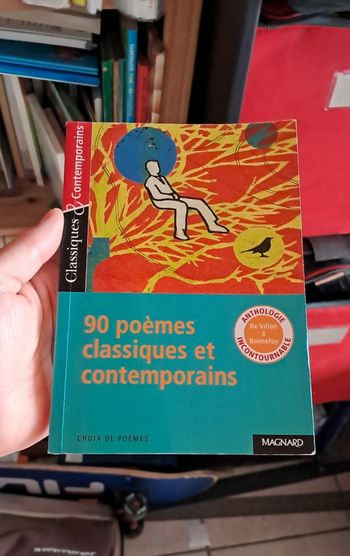 Classiques & Contemporains
90 poèmes
classiques et
contemporains
ANTHOLOGIE
De Villon
à
Bonnefoy
INCONTOURNABLE
CHOIX DE POÈMES
MAGNARD